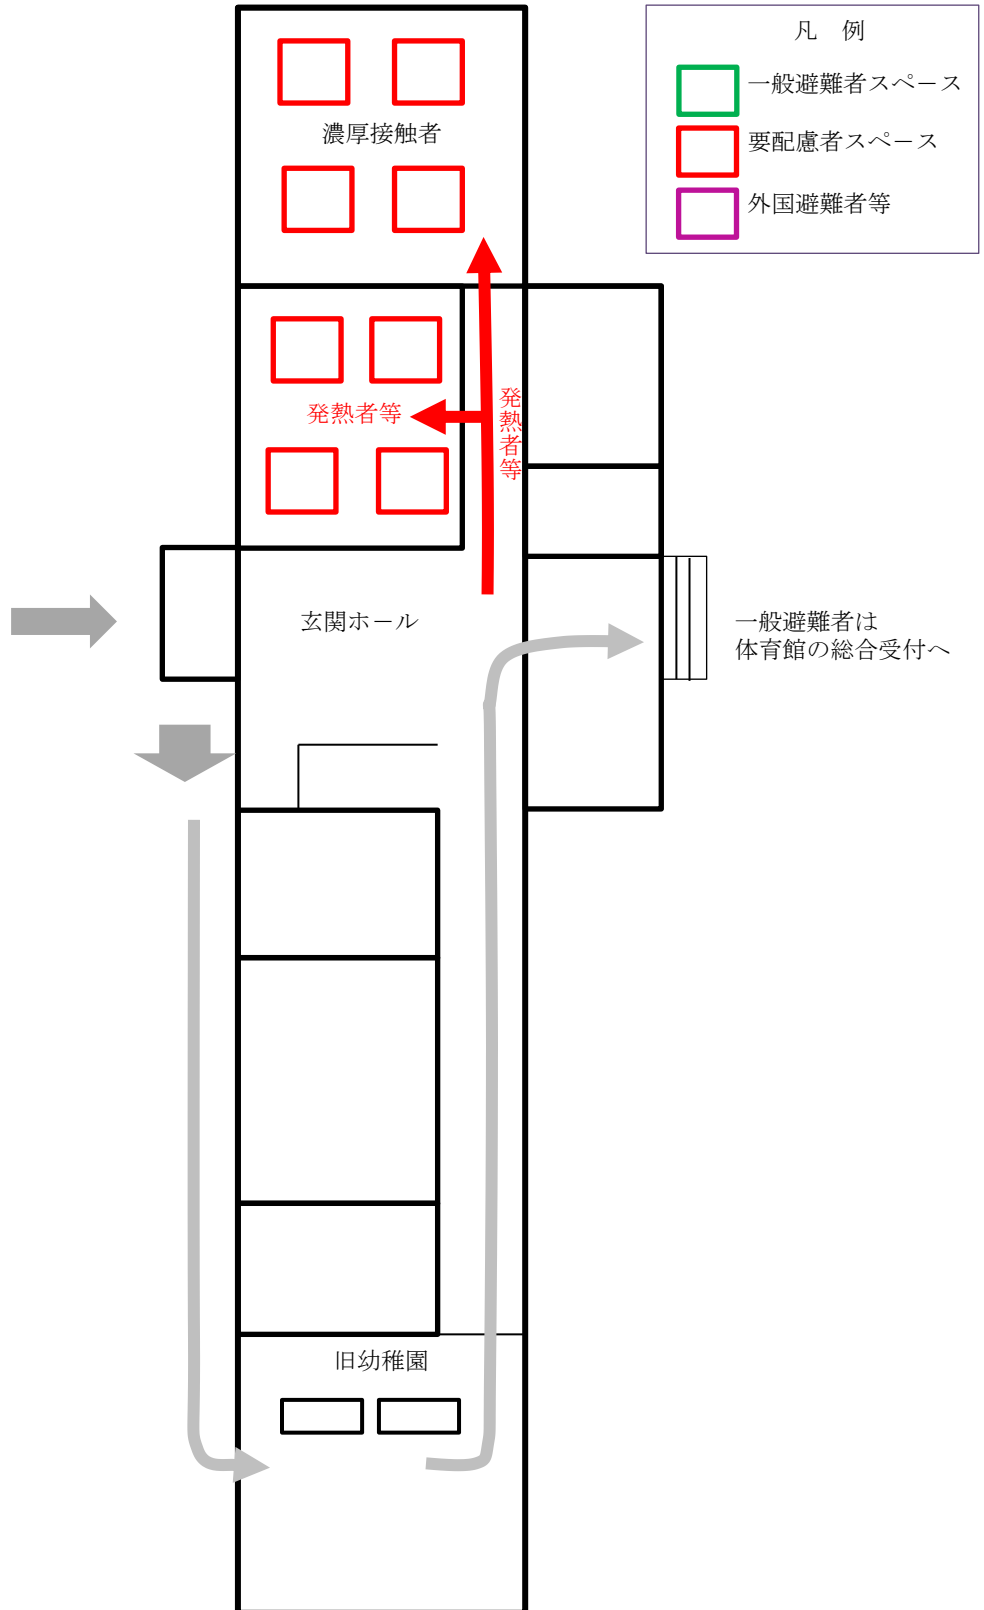 凡　例
一般避難者スペース
要配慮者スペース
外国避難者等
濃厚接触者
発熱者等
発熱者等
玄関ホール
一般避難者は
体育館の総合受付へ
旧幼稚園